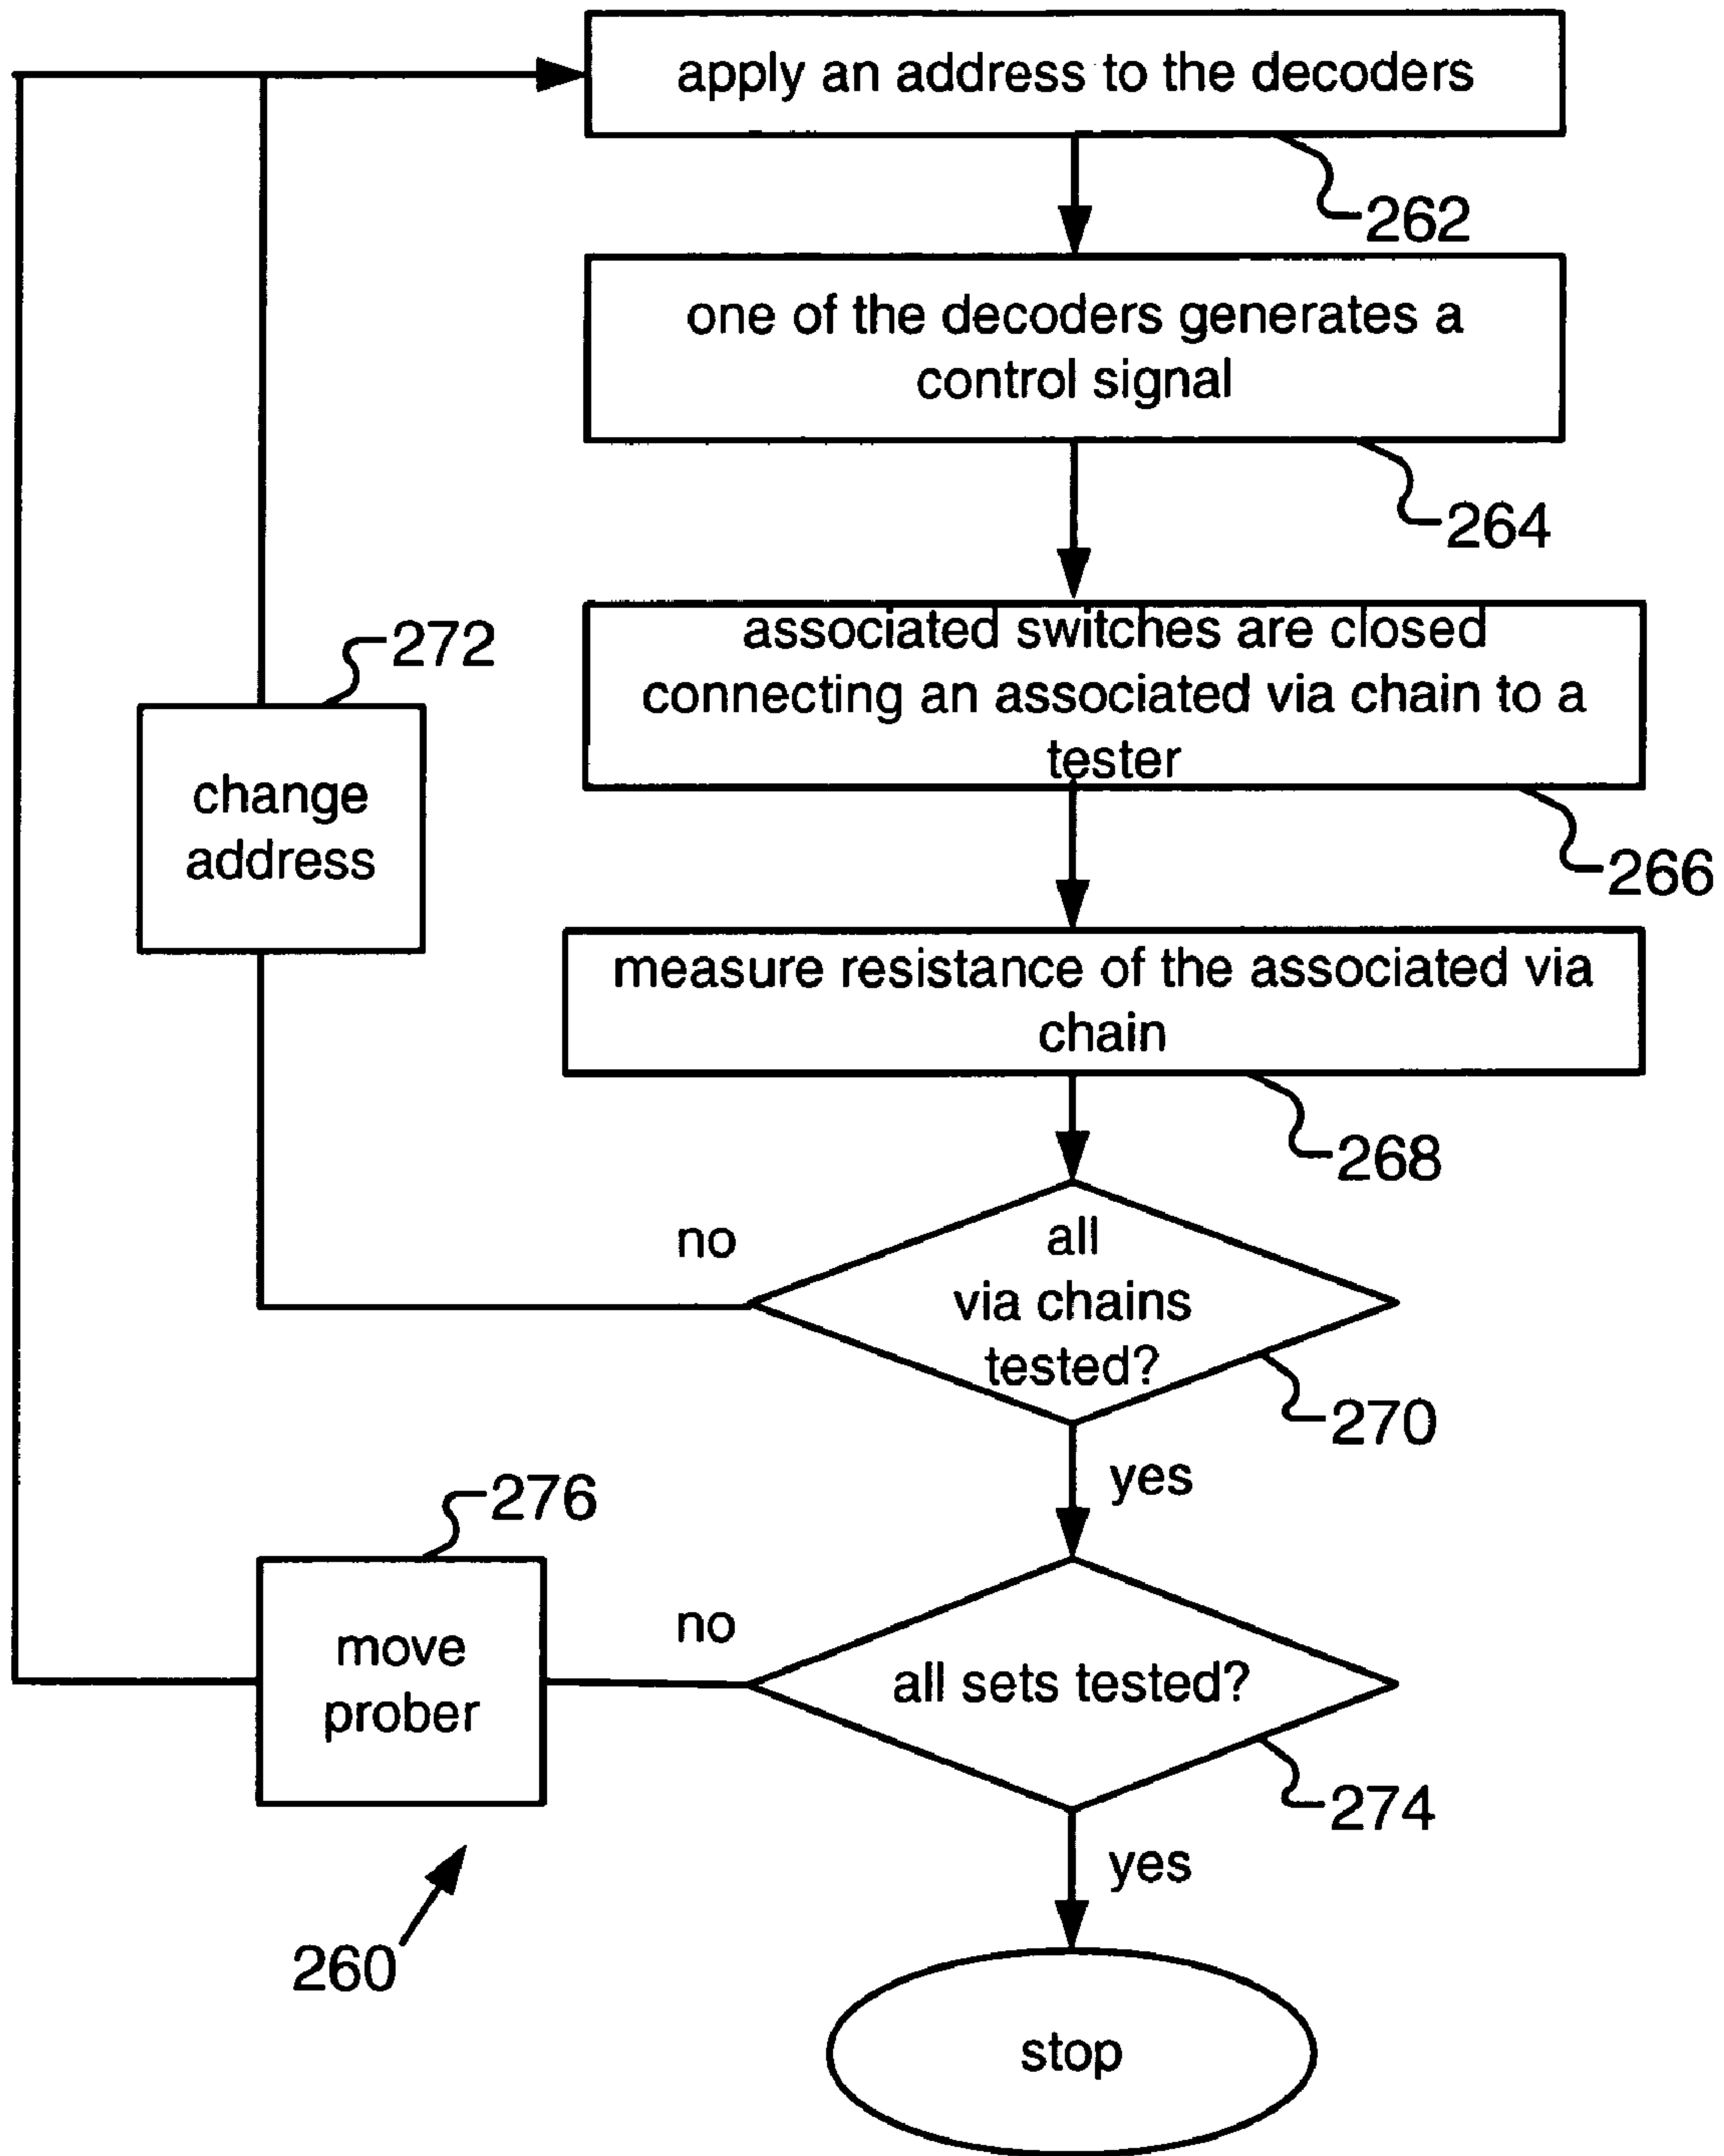 apply an address to the decoders
262
one of the decoders generates a
control signal
264
associated switches are closed
connecting an associated via chain to a
tester
266
272
change
address
measure resistance of the associated via
chain
268
no
all
via chains
tested?
270
yes
276
move
prober
no
all sets tested?
274
yes
260
stop